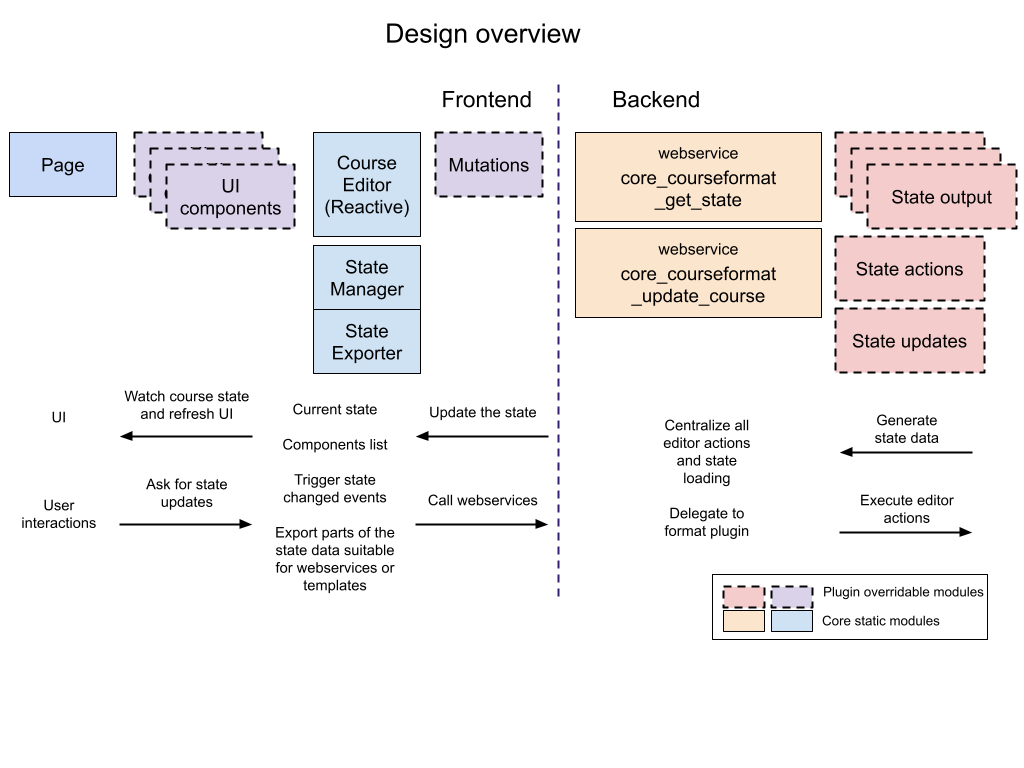 Design overview
Frontend
Backend
Page
UI
components
Course
Editor
(Reactive)
Mutations
webservice
core_courseformat
_get_state
State output
State
Manager
webservice
core_courseformat
_update_course
State actions
State
Exporter
State updates
UI
Watch course state
and refresh UI
Current state
Components list
Trigger state
changed events
Export parts of the
state data suitable
for webservices or
templates
Update the state
User
interactions
Ask for state
updates
Call webservices
Centralize all
editor actions
and state
loading
Delegate to
format plugin
Generate
state data
Execute editor
actions
Plugin overridable modules
Core static modules